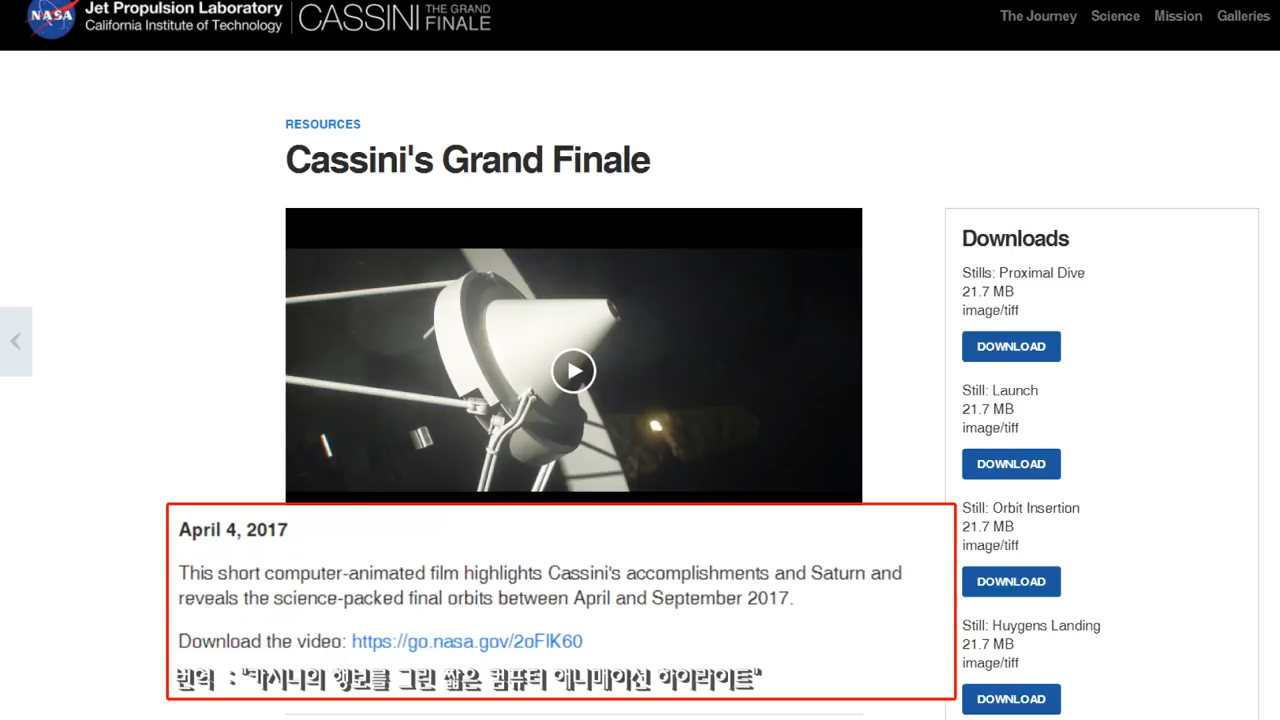 NASA
Jet Propulsion Laboratory
California Institute of Technology
CASSINI THE GRAND FINALE
The Journey Science Mission Galleries
RESOURCES
Cassini's Grand Finale
April 4, 2017
This short computer-animated film highlights Cassini's accomplishments and Saturn and
reveals the science-packed final orbits between April and September 2017.
Download the video: https://go.nasa.gov/2oFlK60
번역 : "카시니의 행보를 그린 짧은 컴퓨터 애니메이션 하이라이트"
Downloads
Stills: Proximal Dive
21.7 MB
image/tiff
DOWNLOAD
Still: Launch
21.7 MB
image/tiff
DOWNLOAD
Still: Orbit Insertion
21.7 MB
image/tiff
DOWNLOAD
Still: Huygens Landing
21.7 MB
image/tiff
DOWNLOAD